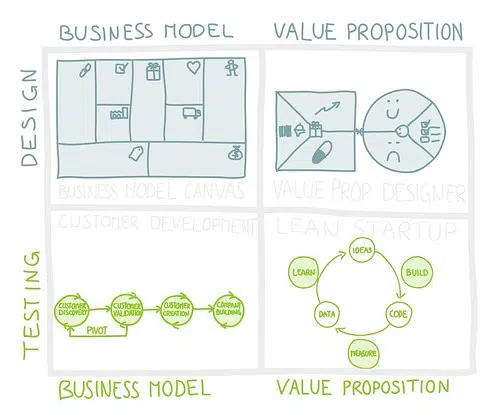 BUSINESS MODEL
VALUE PROPOSITION
DESIGN
BUSINESS MODEL CANVAS
VALUE PROP DESIGNER
TESTING
CUSTOMER DEVELOPMENT
CUSTOMER DISCOVERY
CUSTOMER VALIDATION
CUSTOMER CREATION
COMPANY BUILDING
PIVOT
LEAN STARTUP
IDEAS
LEARN
BUILD
DATA
CODE
MEASURE
BUSINESS MODEL
VALUE PROPOSITION